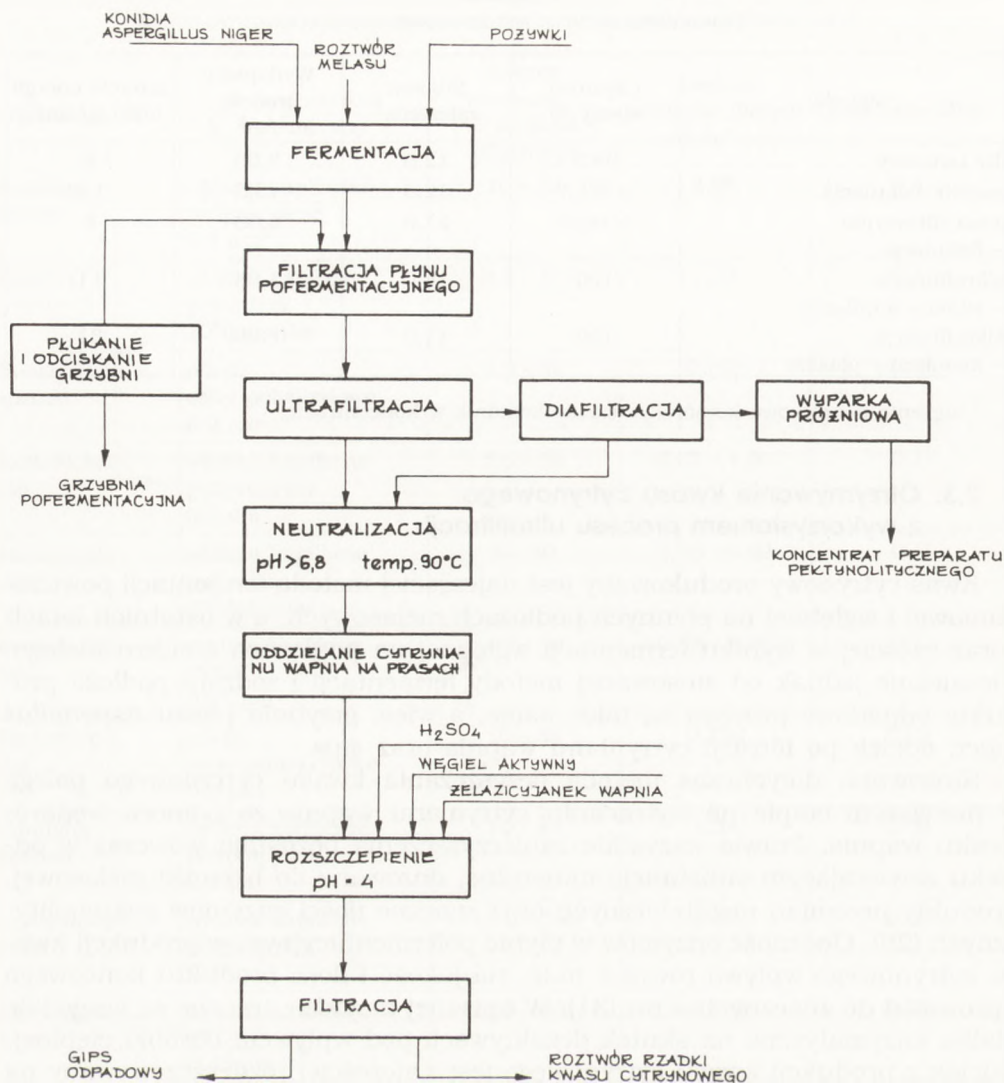 KONIDIA
ASPERGILLUS NIGER
ROZTWÓR
MELASU
POŻYWKI
FERMENTACJA
FILTRACJA PŁYNU
POFERMENTACYJNEGO
PŁUKANIE
I ODCISKANIE
GRZYBNI
ULTRAFILTRACJA
DIAFILTRACJA
WYPARKA
PRÓŻNIOWA
GRZYBNIA
POFERMENTACYJNA
NEUTRALIZACJA
pH > 6,8 temp. 90°C
KONCENTRAT PREPARATU
PEKTYNOLITYCZNEGO
ODDZIELANIE CYTRYNIA-
NU WAPNIA NA PRASACH
H₂SO₄
WĘGIEL AKTYWNY
ŻELAZICYJANEK WAPNIA
ROZSZCZEPIENIE
pH - 4
FILTRACJA
GIPS
ODPADOWY
ROZTWÓR RZADKI
KWASU CYTRYNOWEGO